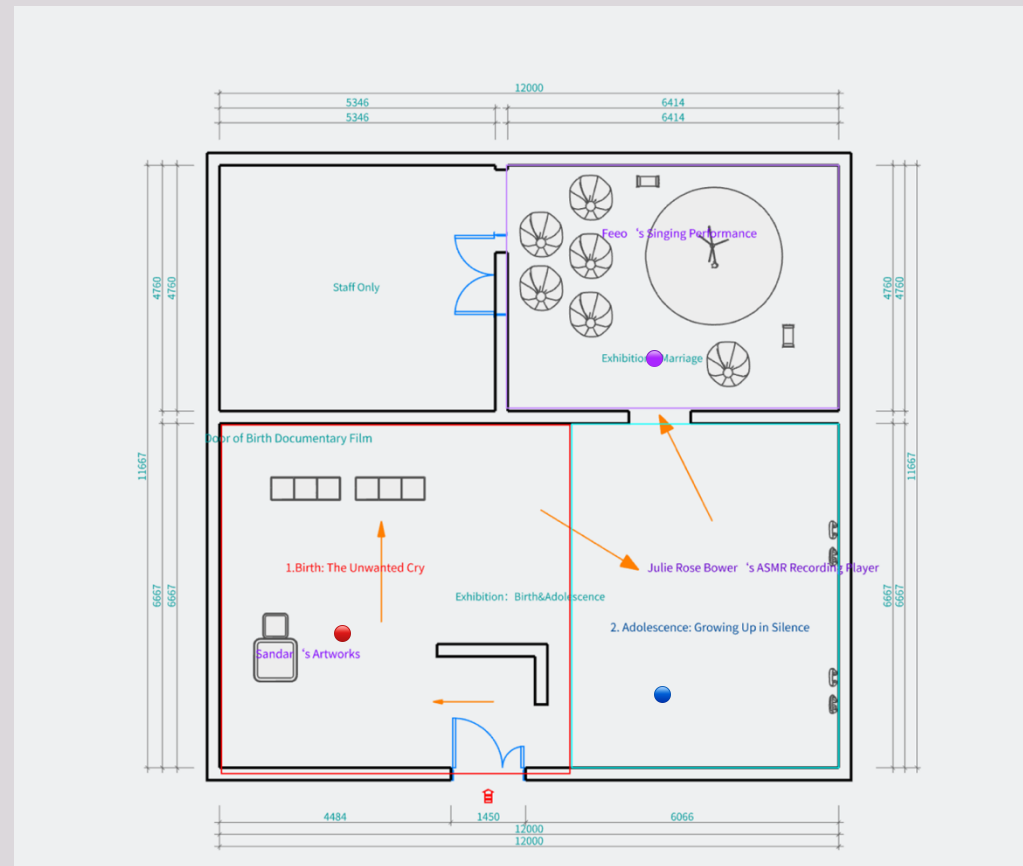 12000
5346
6414
5346
6414
Feeo 's Singing Performance
Staff Only
4760
4760
4760
4760
Exhibition Marriage
Door of Birth Documentary Film
11667
11667
1.Birth: The Unwanted Cry
Julie Rose Bower 's ASMR Recording Player
Exhibition: Birth&Adolescence
6667
6667
6667
6667
2. Adolescence: Growing Up in Silence
Sandar 's Artworks
4484
1450
6066
12000
12000